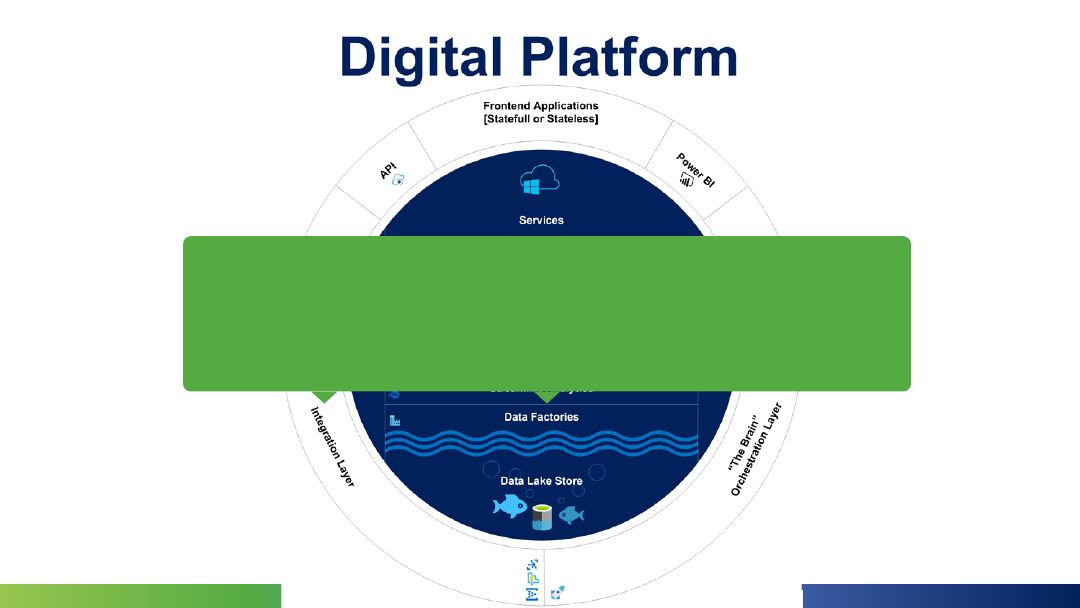 Digital Platform
Frontend Applications
[Statefull or Stateless]
API
Power BI
Services
Data Factories
Integration Layer
"The Brain"
Orchestration Layer
Data Lake Store